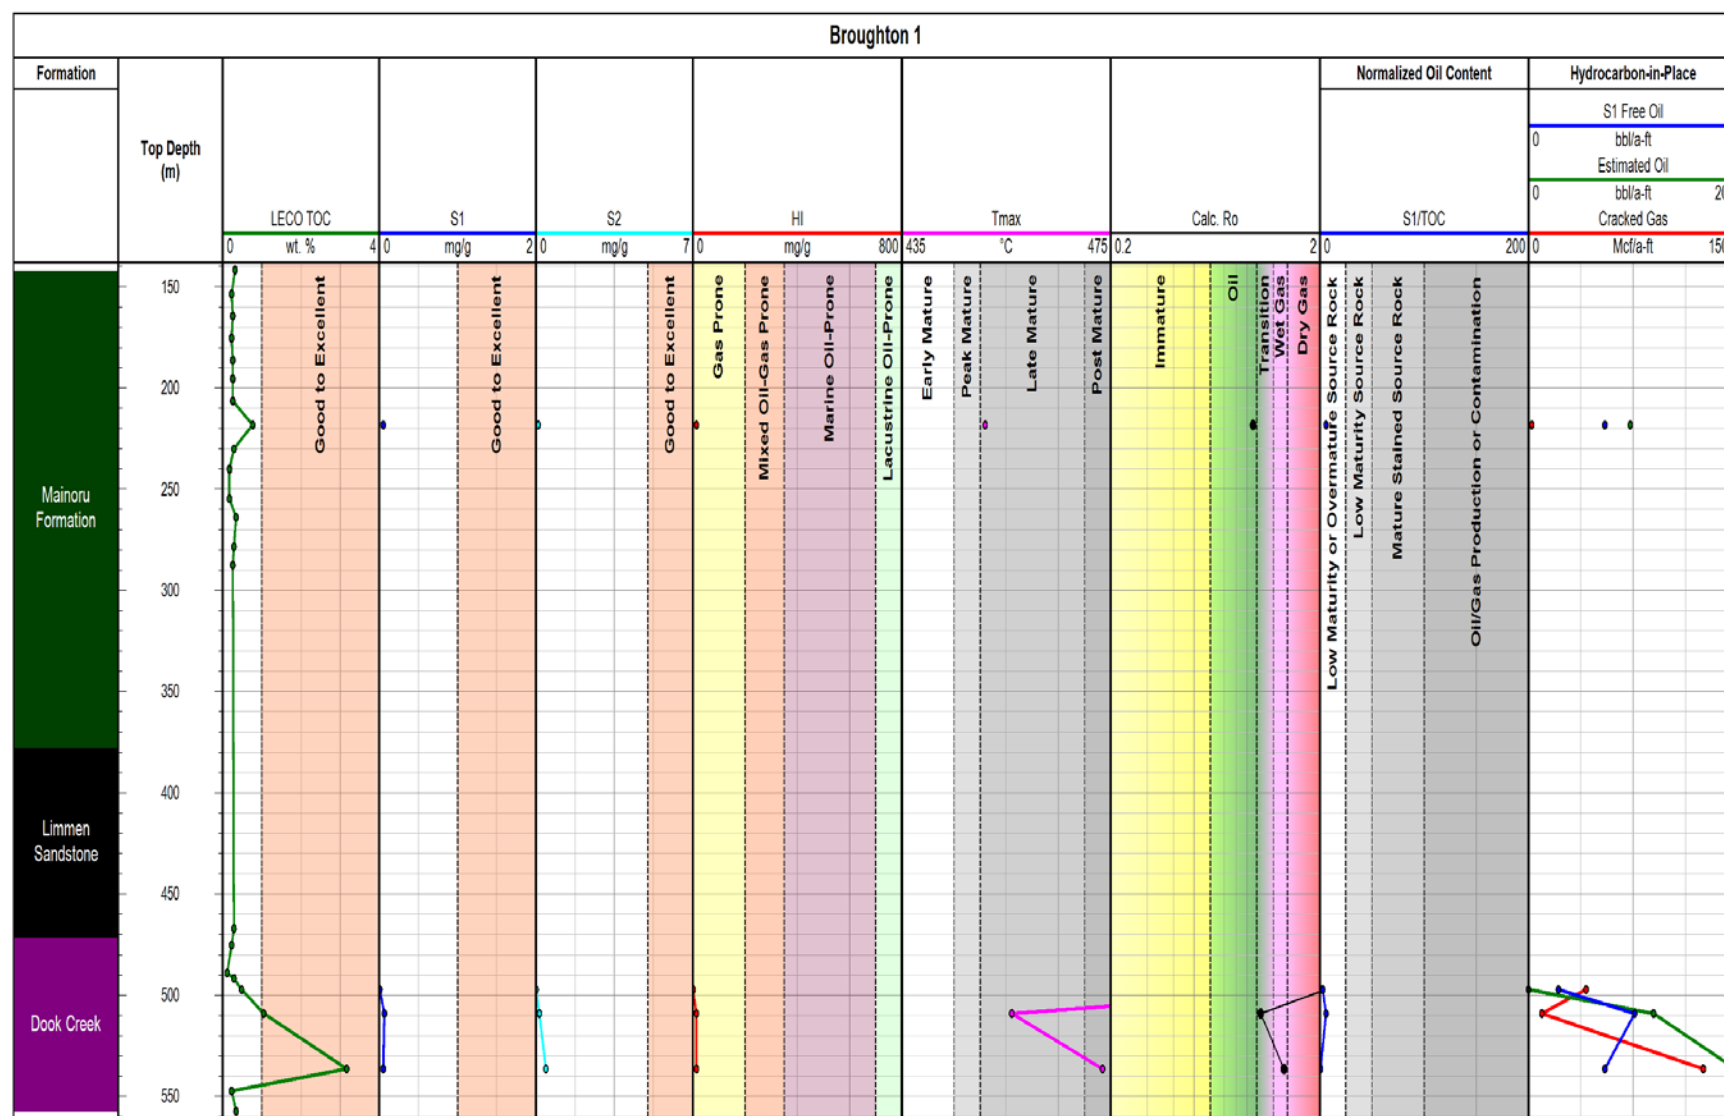 Broughton 1
Formation
Normalized Oil Content
Hydrocarbon-in-Place
S1 Free Oil
0 bbl/a-ft
Estimated Oil
0 bbl/a-ft
Top Depth
(m)
LECO TOC
S1
S2
HI
Tmax
Calc. Ro
S1/TOC
Cracked Gas
0 wt. % 4
0 mg/g 2
0 mg/g 7
0 mg/g 800
435 °C 475
0.2 2
0 200
0 Mcf/a-ft 150
Good to Excellent
Good to Excellent
Good to Excellent
Gas Prone
Mixed Oil-Gas Prone
Marine Oil-Prone
Lacustrine Oil-Prone
Early Mature
Peak Mature
Late Mature
Post Mature
Immature
Oil
Transition
Wet Gas
Dry Gas
Low Maturity or Overmature Source Rock
Low Maturity Source Rock
Mature Stained Source Rock
Oil/Gas Production or Contamination
150
200
250
300
350
400
450
500
550
Mainoru
Formation
Limmen
Sandstone
Dook Creek